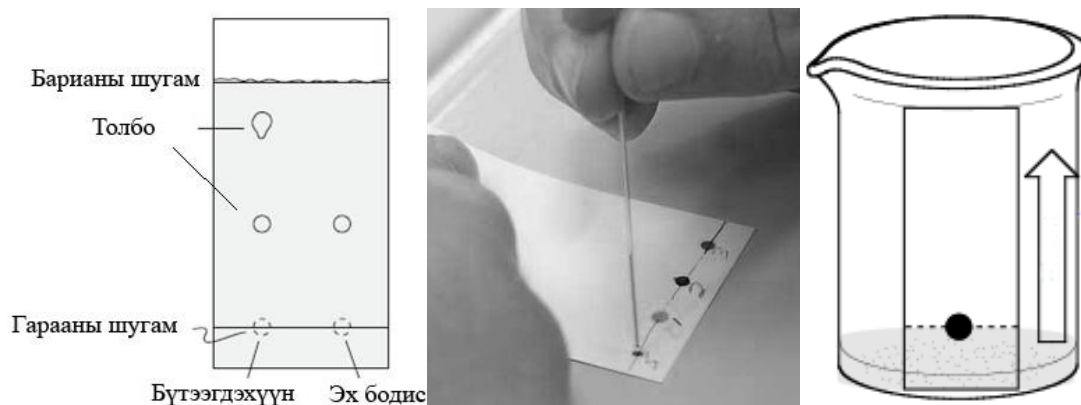 Барианы шугам
Толбо
Гарааны шугам
Бүтээгдэхүүн
Эх бодис